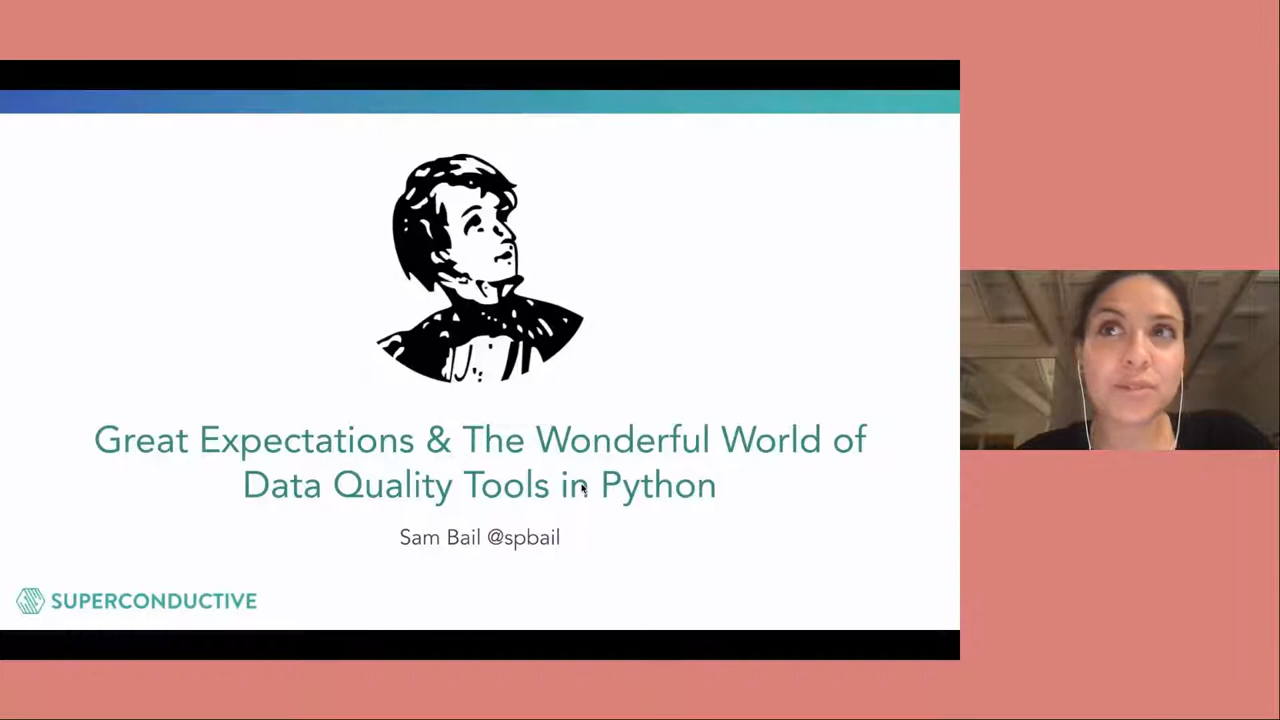 Great Expectations & The Wonderful World of
Data Quality Tools in Python
Sam Bail @spbail
SUPERCONDUCTIVE